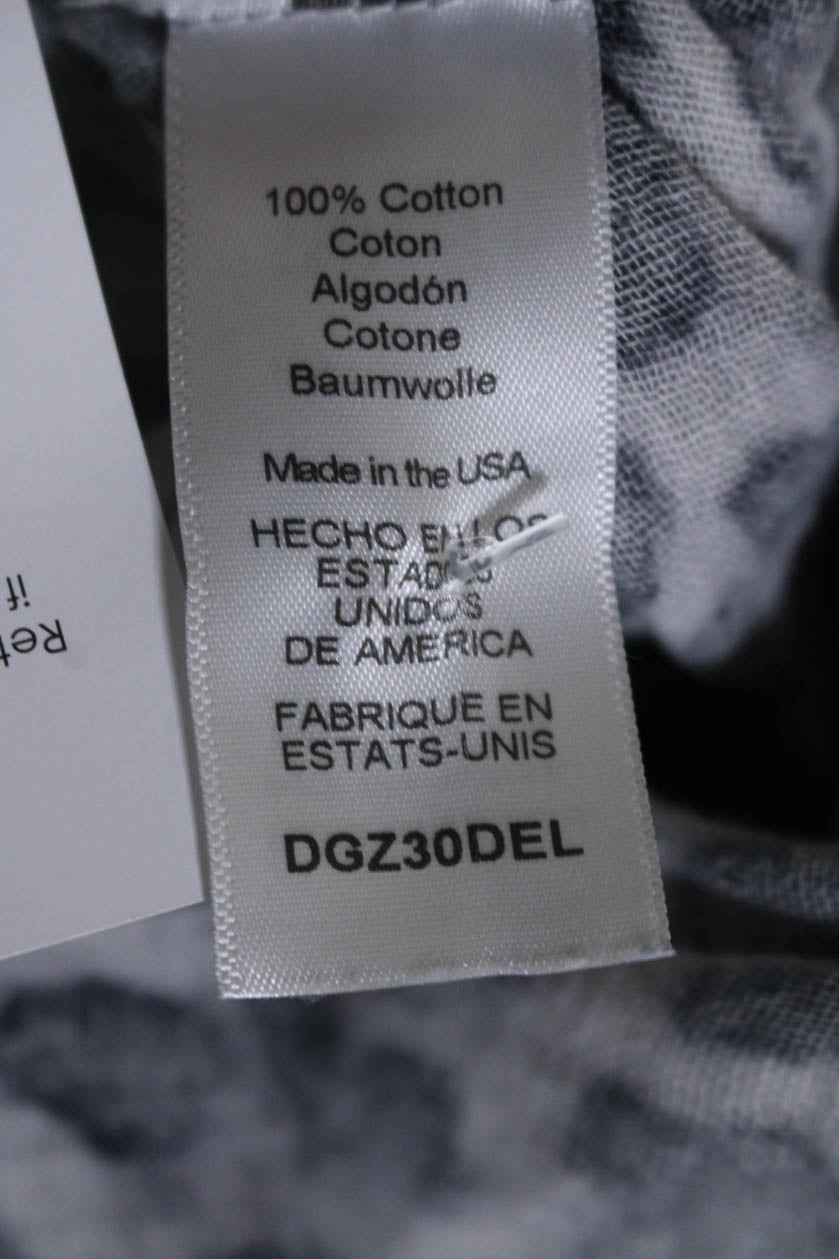 100% Cotton
Coton
Algodón
Cotone
Baumwolle
Made in the USA
HECHO EN LOS
ESTADOS
UNIDOS
DE AMERICA
FABRIQUE EN
ESTATS-UNIS
DGZ30DEL
if